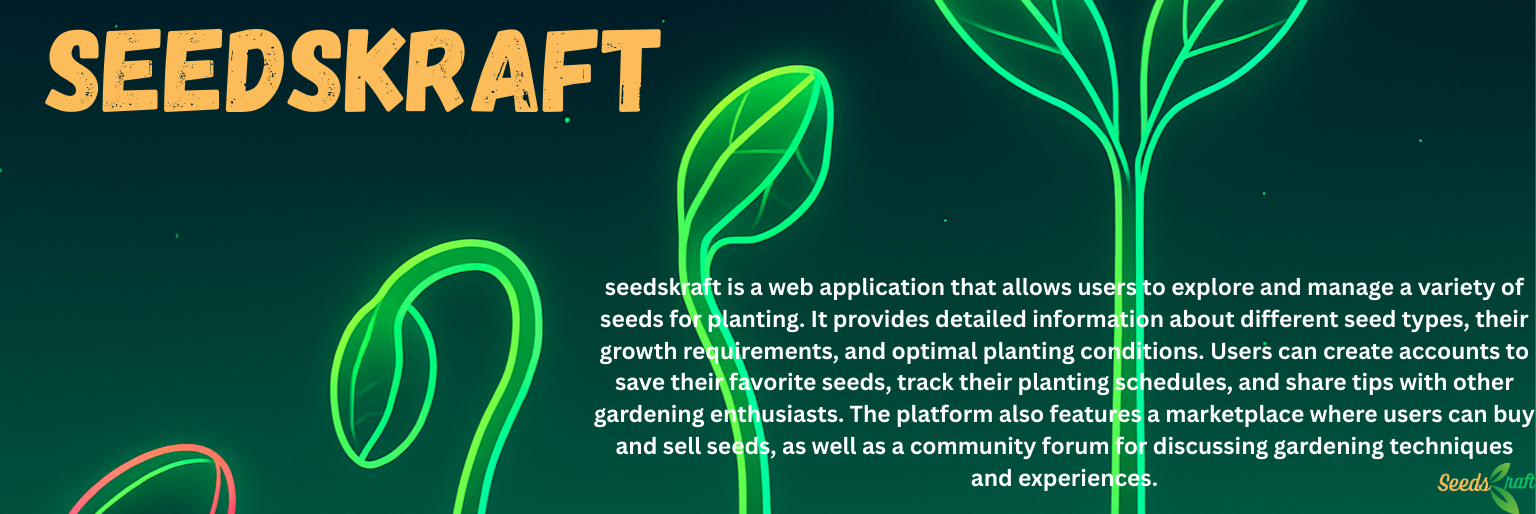 SEEDSKRAFT
seedskraft is a web application that allows users to explore and manage a variety of
seeds for planting. It provides detailed information about different seed types, their
growth requirements, and optimal planting conditions. Users can create accounts to
save their favorite seeds, track their planting schedules, and share tips with other
gardening enthusiasts. The platform also features a marketplace where users can buy
and sell seeds, as well as a community forum for discussing gardening techniques
and experiences.
SeedsKraft